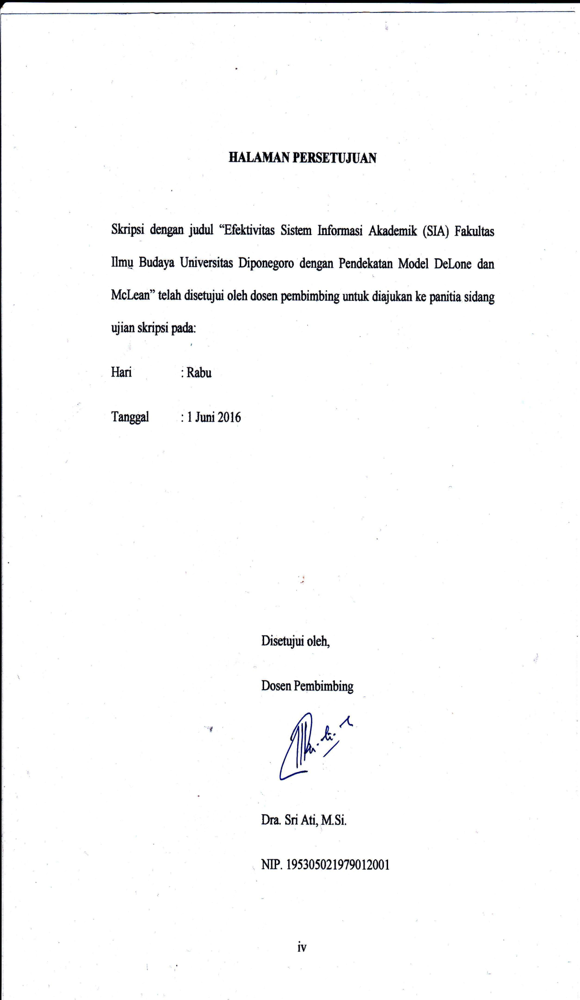 HALAMAN PERSETUJUAN
Skripsi dengan judul “Efektivitas Sistem Informasi Akademik (SIA) Fakultas
Ilmu Budaya Universitas Diponegoro dengan Pendekatan Model DeLone dan
McLean” telah disetujui oleh dosen pembimbing untuk diajukan ke panitia sidang
ujian skripsi pada:
Hari : Rabu
Tanggal : 1 Juni 2016
Disetujui oleh,
Dosen Pembimbing
Dra. Sri Ati, M.Si.
NIP. 195305021979012001
iv